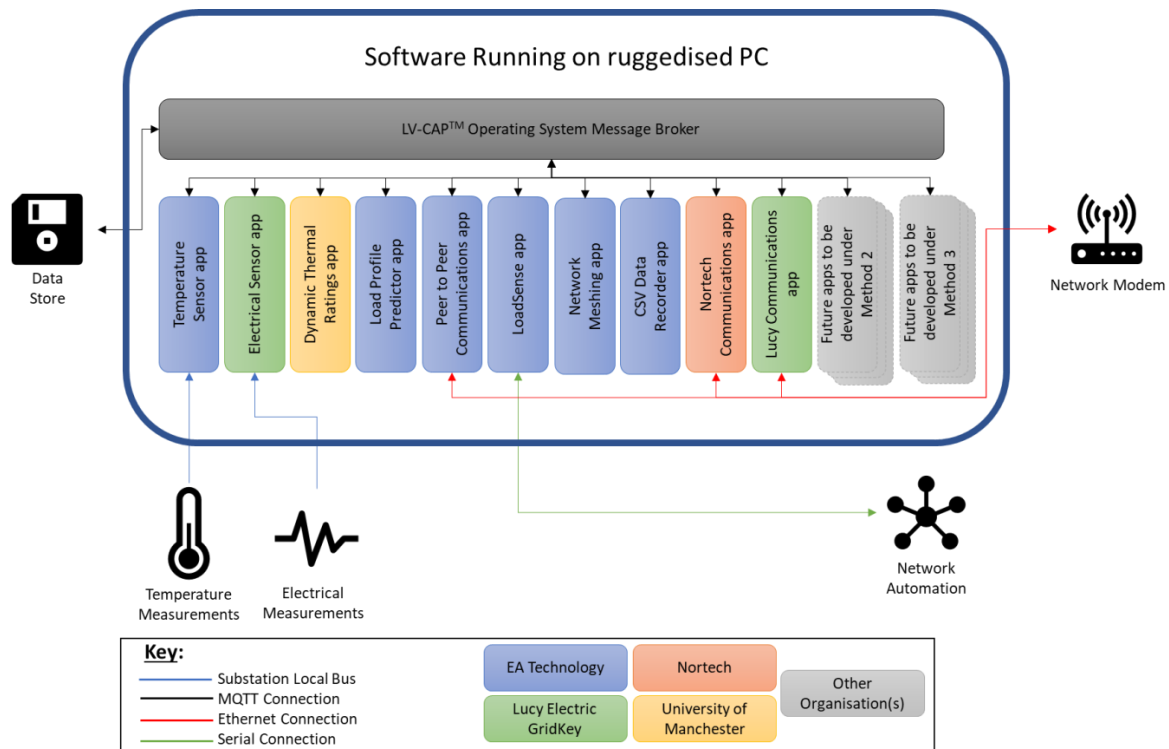 Software Running on ruggedised PC
LV-CAP™ Operating System Message Broker
Temperature
Sensor app
Electrical Sensor app
Dynamic Thermal
Ratings app
Load Profile
Predictor app
Peer to Peer
Communications app
LoadSense app
Network
Meshing app
CSV Data
Recorder app
Nortech
Communications app
Lucy Communications
app
Future apps to be
developed under
Method 2
Future apps to be
developed under
Method 3
Data
Store
Network Modem
Temperature
Measurements
Electrical
Measurements
Network
Automation
Key:
Substation Local Bus
MQTT Connection
Ethernet Connection
Serial Connection
EA Technology
Nortech
Lucy Electric
GridKey
University of
Manchester
Other
Organisation(s)